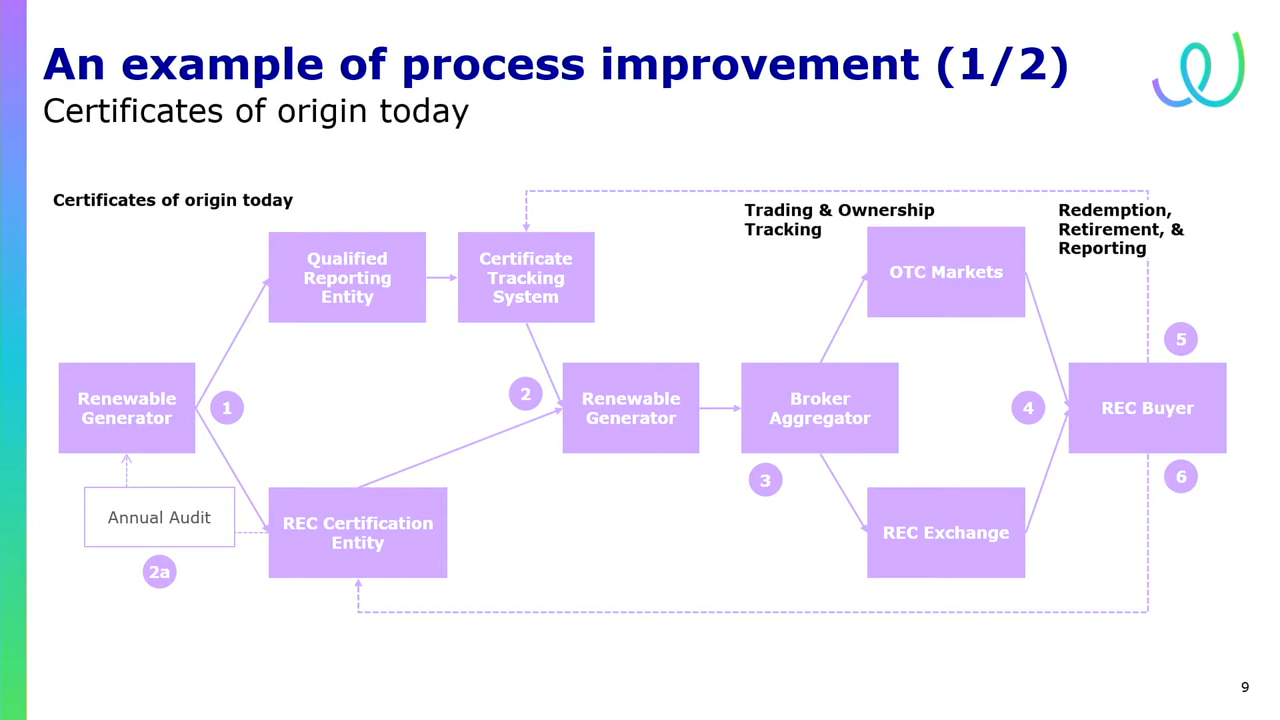 An example of process improvement (1/2)
Certificates of origin today
Certificates of origin today
Trading & Ownership
Tracking
Redemption,
Retirement, &
Reporting
Qualified
Reporting
Entity
Certificate
Tracking
System
OTC Markets
5
Renewable
Generator
1
2
Renewable
Generator
Broker
Aggregator
4
REC Buyer
3
6
Annual Audit
REC Certification
Entity
REC Exchange
2a
9